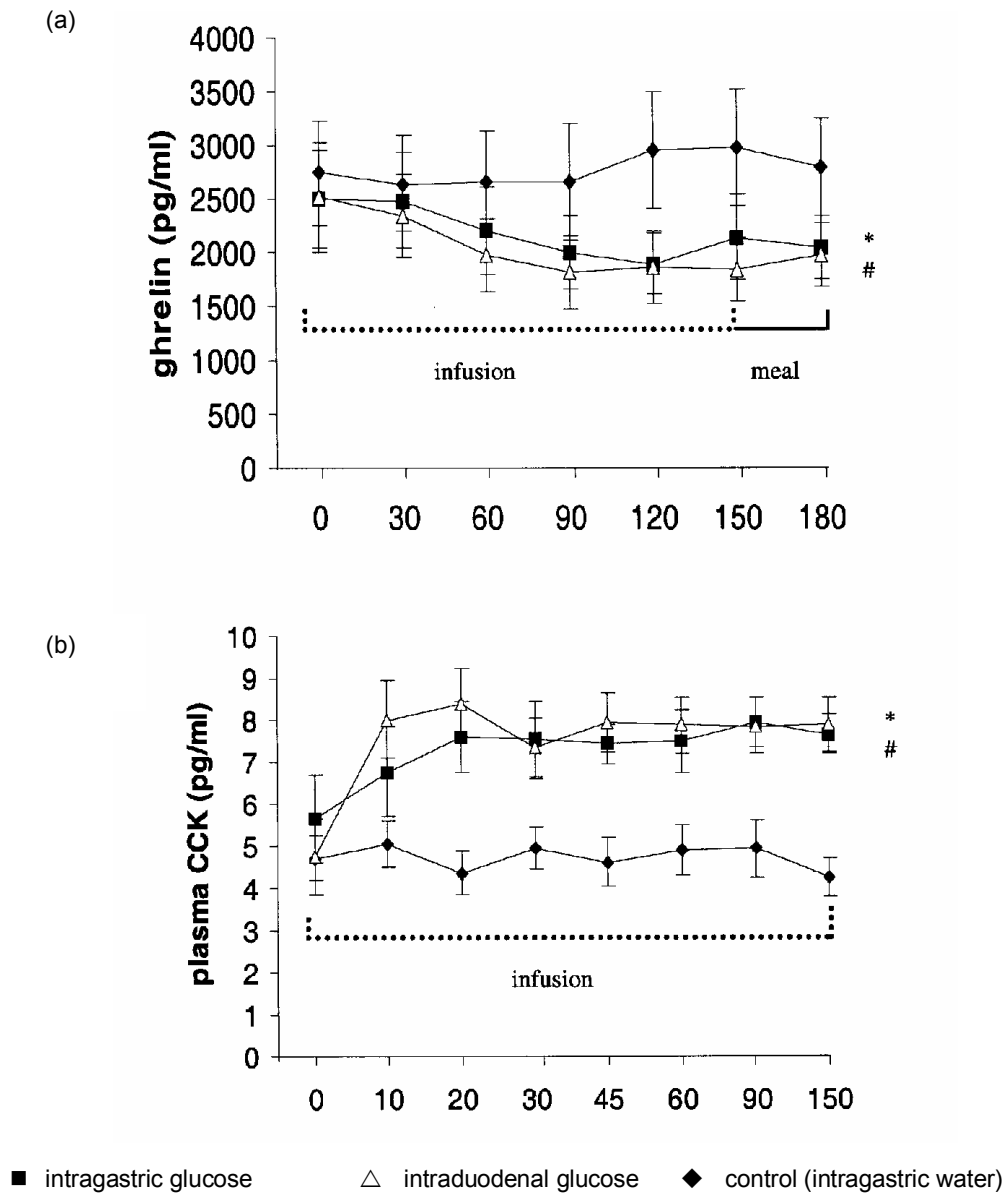 (a)
4000
3500
3000
2500
2000
1500
1000
500
0
ghrelin (pg/ml)
*
#
infusion
meal
0 30 60 90 120 150 180
(b)
10
9
8
7
6
5
4
3
2
1
0
plasma CCK (pg/ml)
*
#
infusion
0 10 20 30 45 60 90 150
intragastric glucose intraduodenal glucose control (intragastric water)